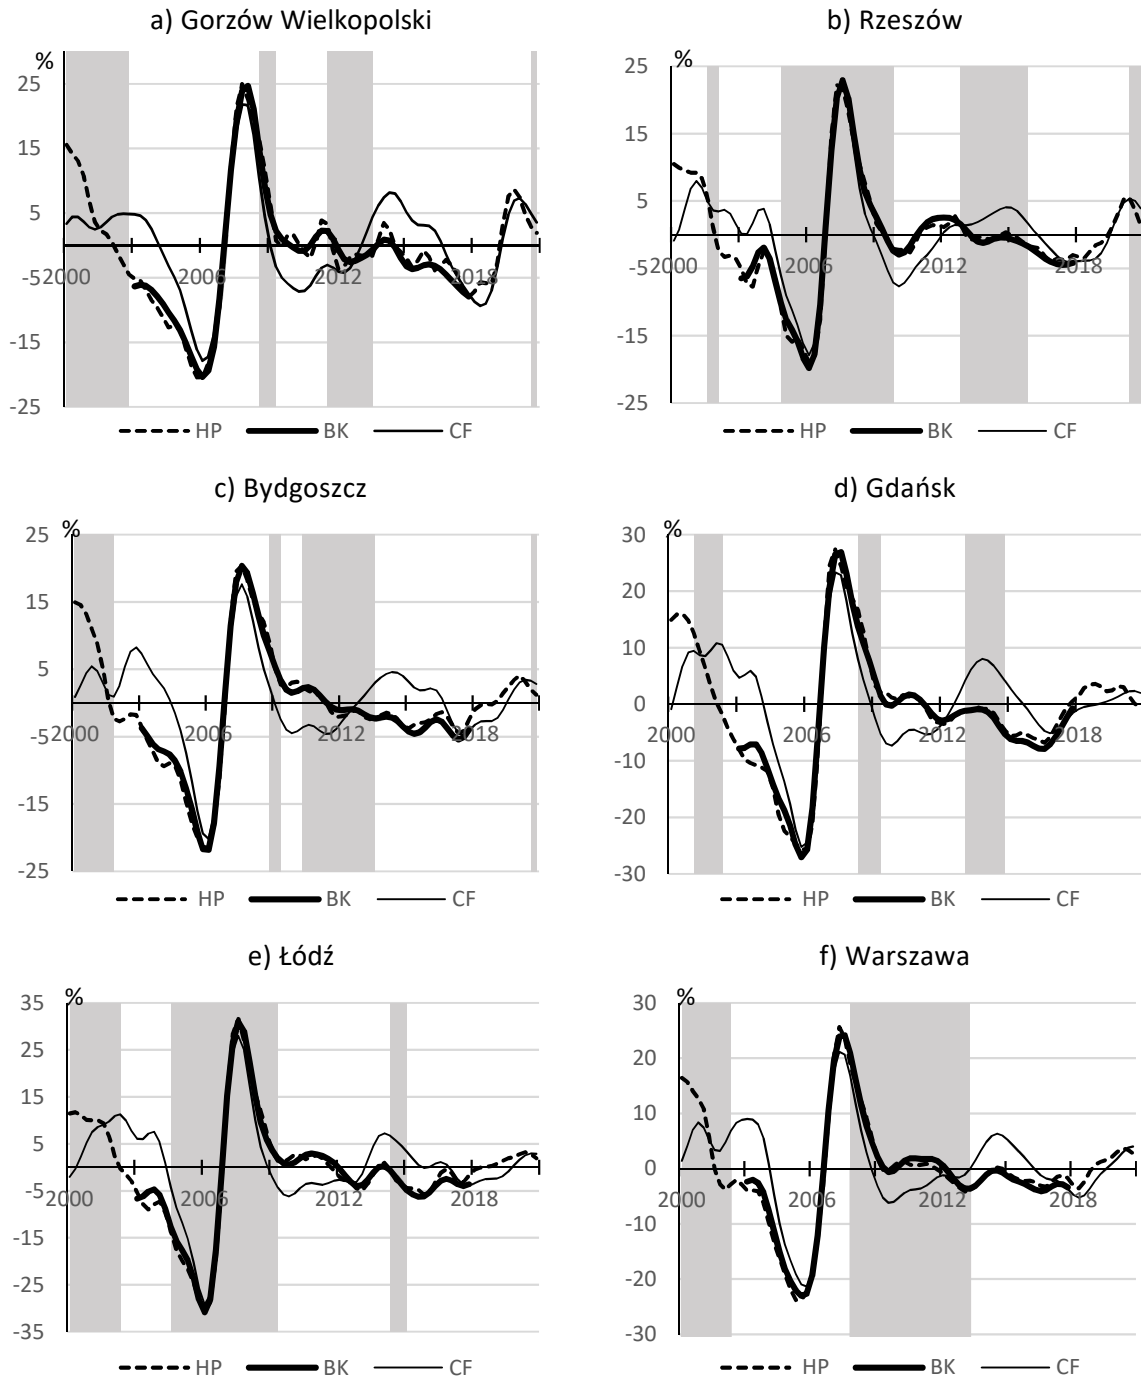 a) Gorzów Wielkopolski
%
25
15
5
-5
-15
-25
2000
2006
2012
2018
HP
BK
CF
b) Rzeszów
%
25
15
5
-5
-15
-25
2000
2006
2012
2018
HP
BK
CF
c) Bydgoszcz
%
25
15
5
-5
-15
-25
2000
2006
2012
2018
HP
BK
CF
d) Gdańsk
%
30
20
10
0
-10
-20
-30
2000
2006
2012
2018
HP
BK
CF
e) Łódź
%
35
25
15
5
-5
-15
-25
-35
2000
2006
2012
2018
HP
BK
CF
f) Warszawa
%
30
20
10
0
-10
-20
-30
2000
2006
2012
2018
HP
BK
CF